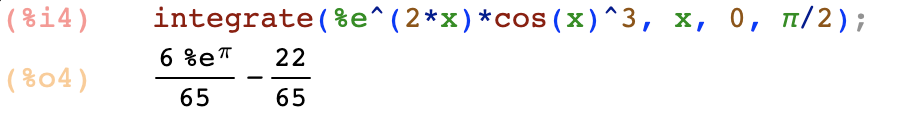 (%i4) integrate(%e^(2*x)*cos(x)^3, x, 0, π/2);
(%o4) 6 %e^π/65 − 22/65